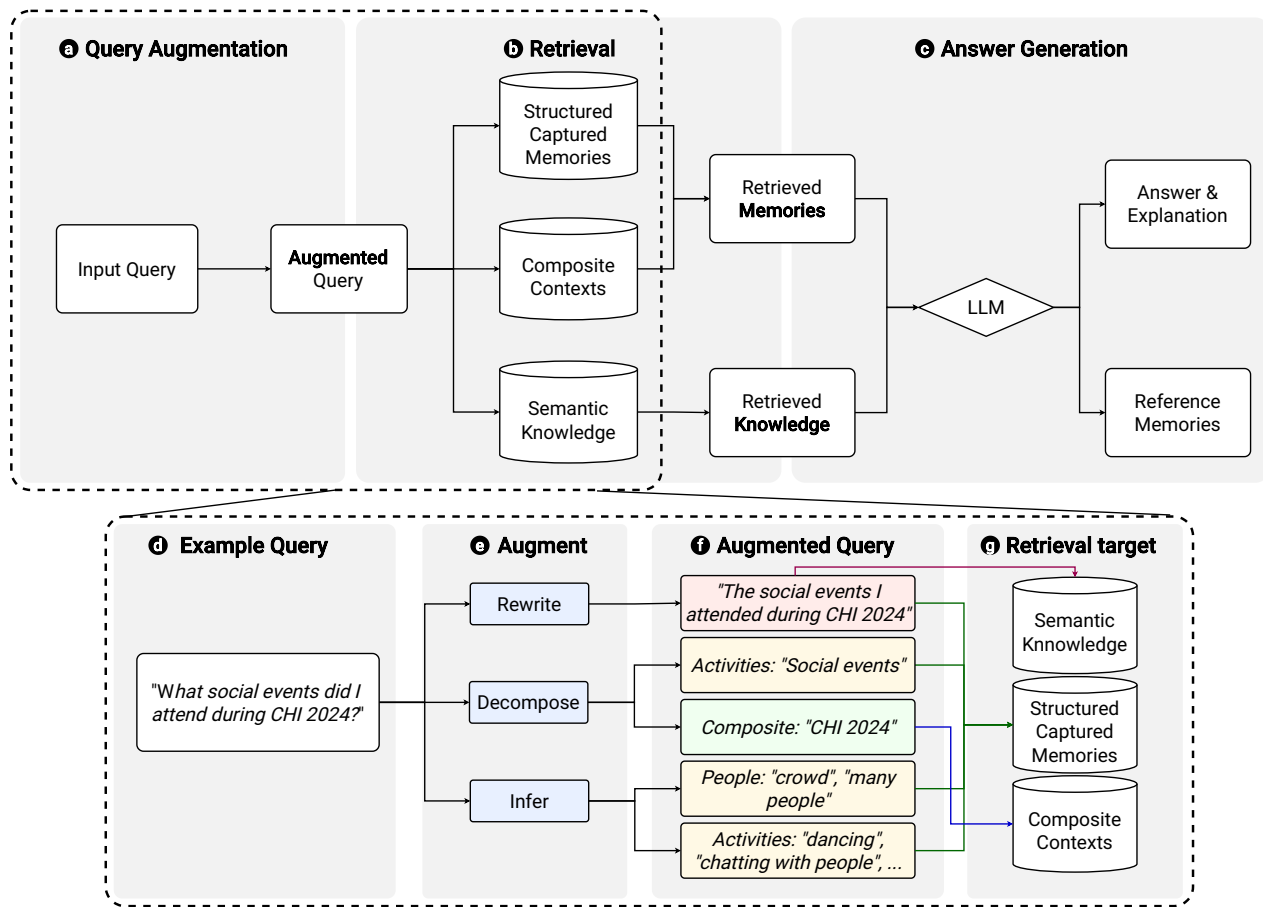 a Query Augmentation
b Retrieval
c Answer Generation
Structured
Captured
Memories
Retrieved
Memories
Answer &
Explanation
Input Query
Augmented
Query
Composite
Contexts
LLM
Semantic
Knowledge
Retrieved
Knowledge
Reference
Memories
d Example Query
e Augment
f Augmented Query
g Retrieval target
"What social events did I
attend during CHI 2024?"
Rewrite
Decompose
Infer
"The social events I
attended during CHI 2024"
Activities: "Social events"
Composite: "CHI 2024"
People: "crowd", "many
people"
Activities: "dancing",
"chatting with people", ...
Semantic
Knnowledge
Structured
Captured
Memories
Composite
Contexts